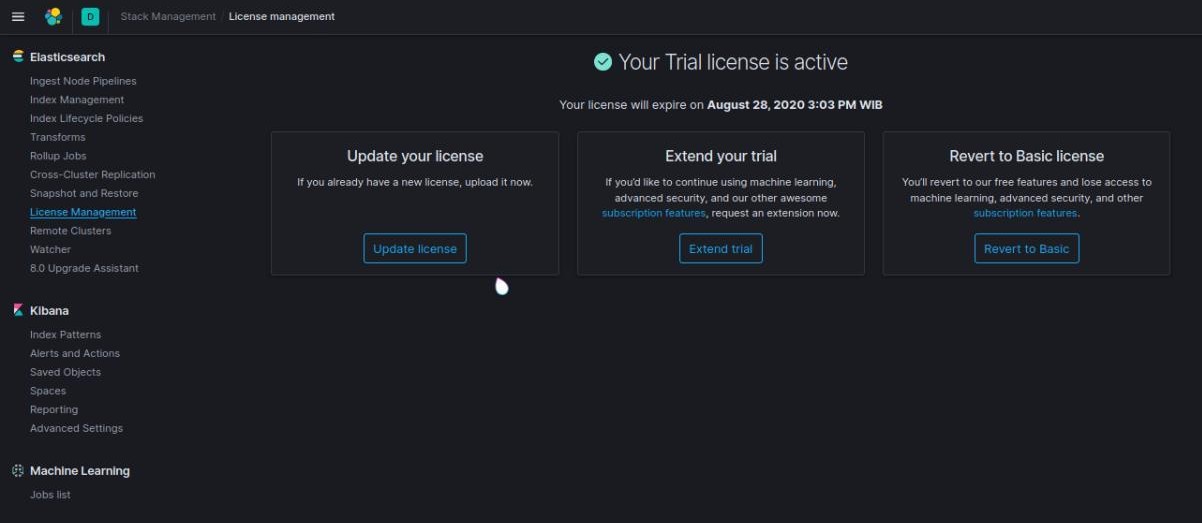 D Stack Management / License management
Elasticsearch
Ingest Node Pipelines
Index Management
Index Lifecycle Policies
Transforms
Rollup Jobs
Cross-Cluster Replication
Snapshot and Restore
License Management
Remote Clusters
Watcher
8.0 Upgrade Assistant
Kibana
Index Patterns
Alerts and Actions
Saved Objects
Spaces
Reporting
Advanced Settings
Machine Learning
Jobs list
Your Trial license is active
Your license will expire on August 28, 2020 3:03 PM WIB
Update your license
If you already have a new license, upload it now.
Update license
Extend your trial
If you'd like to continue using machine learning,
advanced security, and our other awesome
subscription features, request an extension now.
Extend trial
Revert to Basic license
You'll revert to our free features and lose access to
machine learning, advanced security, and other
subscription features.
Revert to Basic